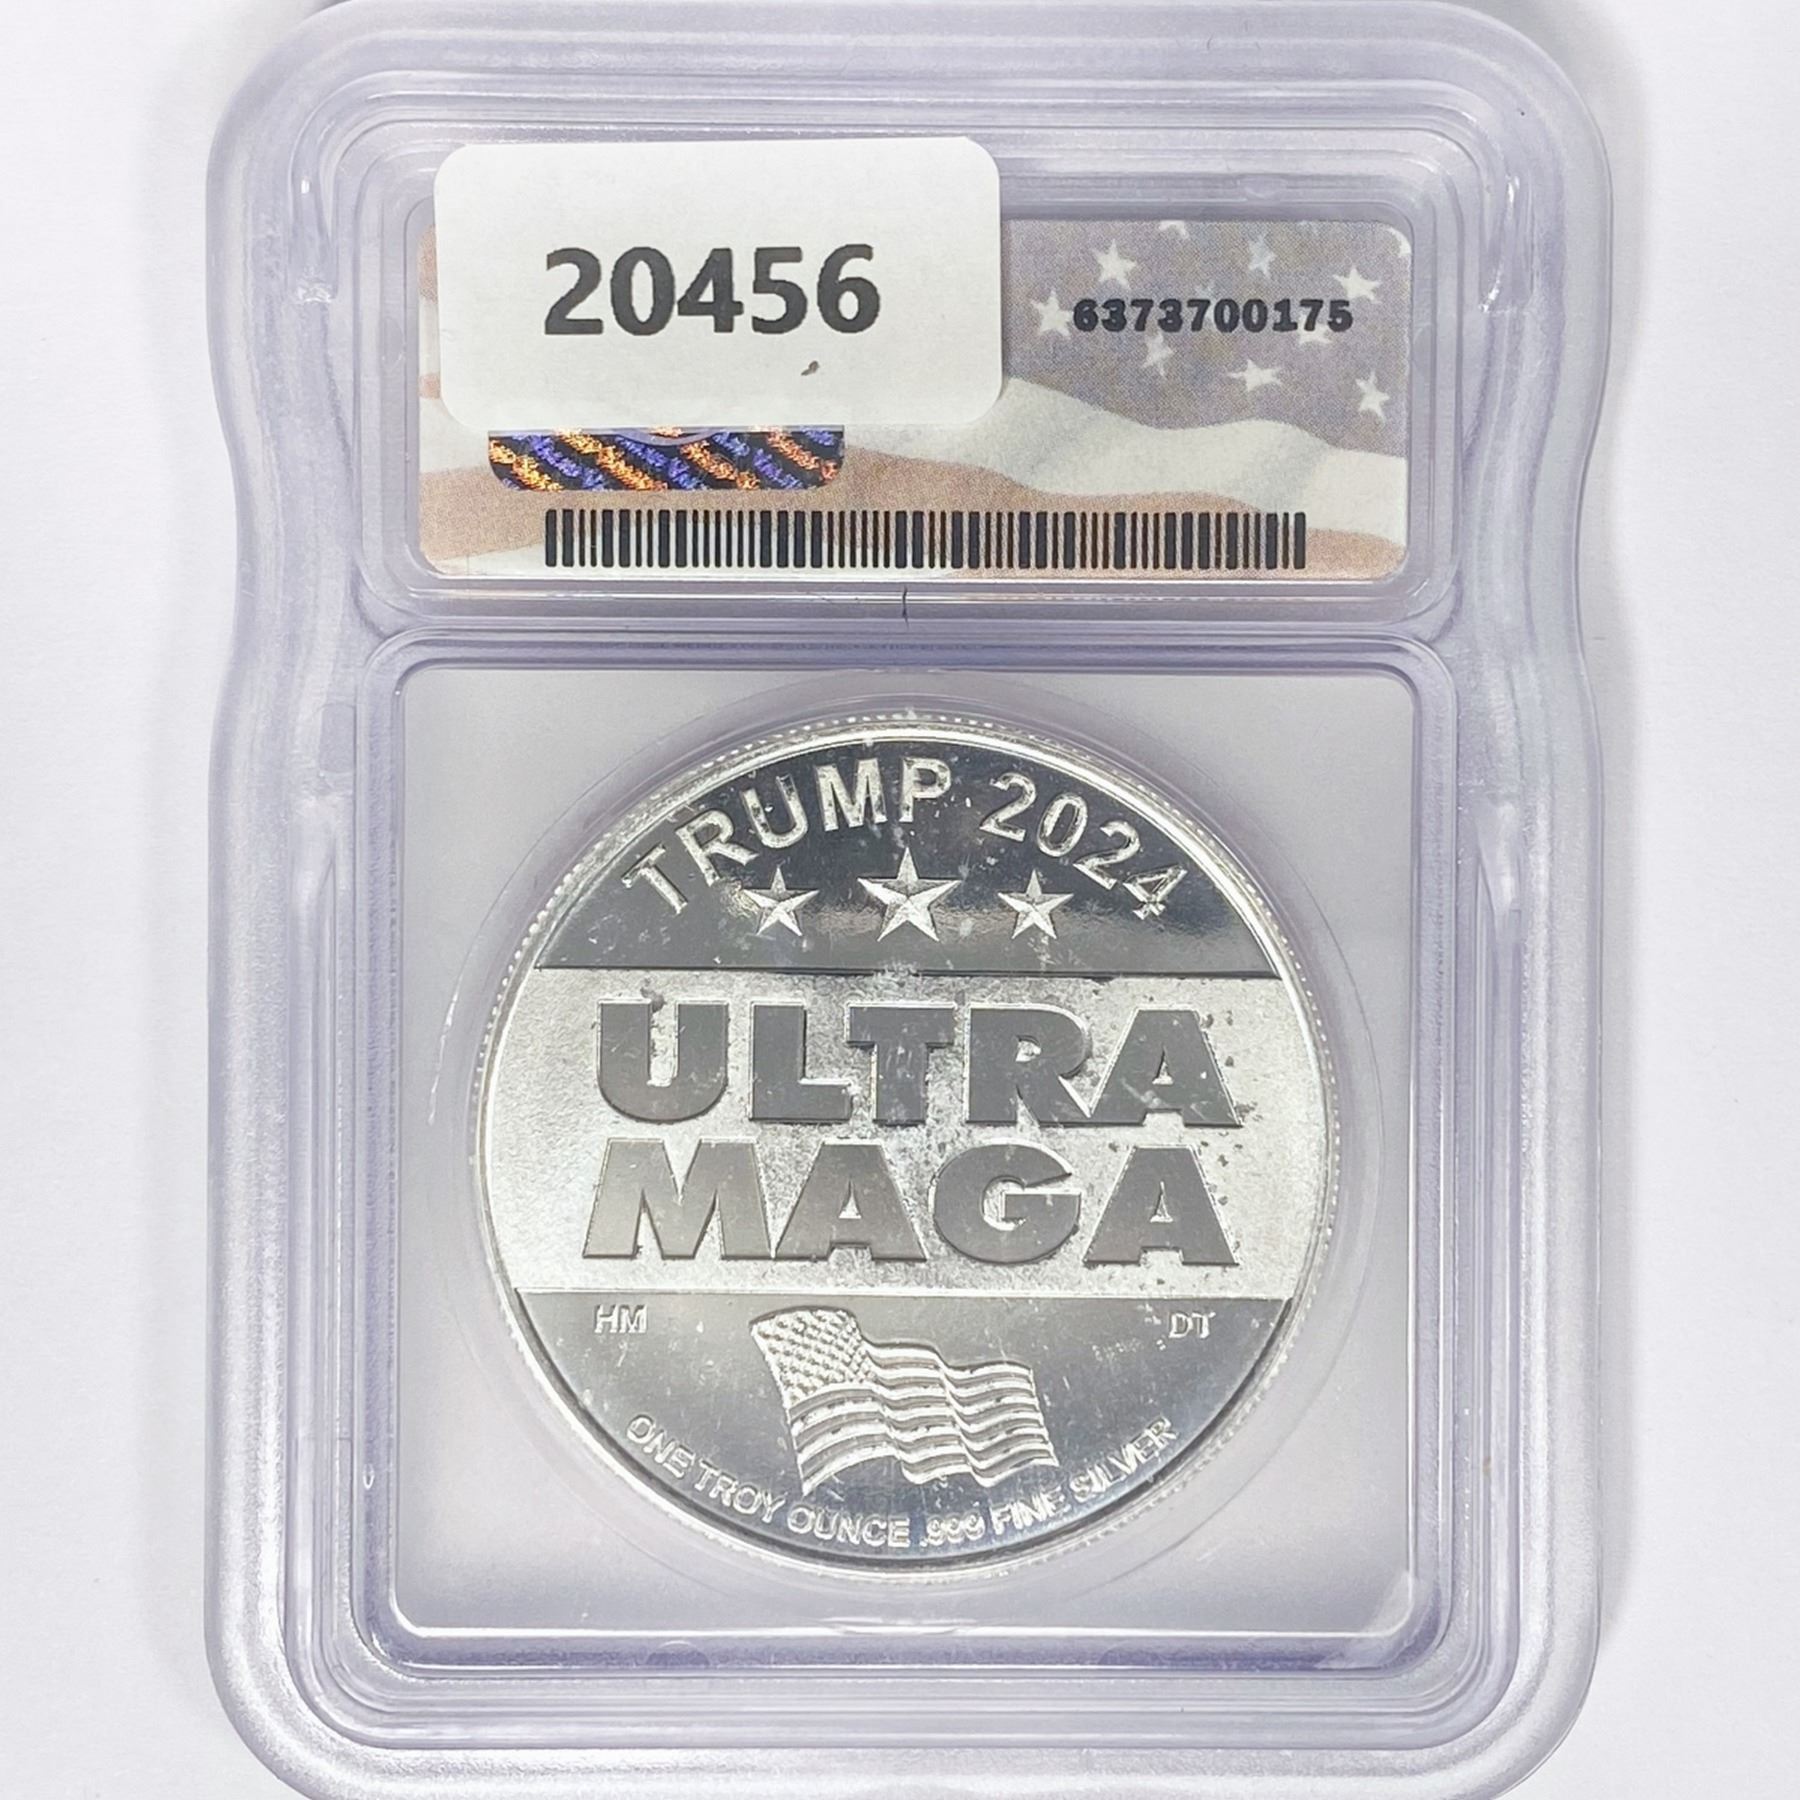 20456
6373700175
TRUMP 2024
ULTRA
MAGA
HM
DT
ONE TROY OUNCE .999 FINE SILVER